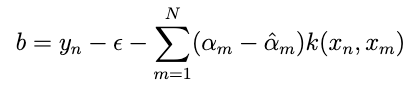 b = y_n − ϵ − \sum_{m=1}^{N} (α_m − \hat{α}_m) k(x_n, x_m)